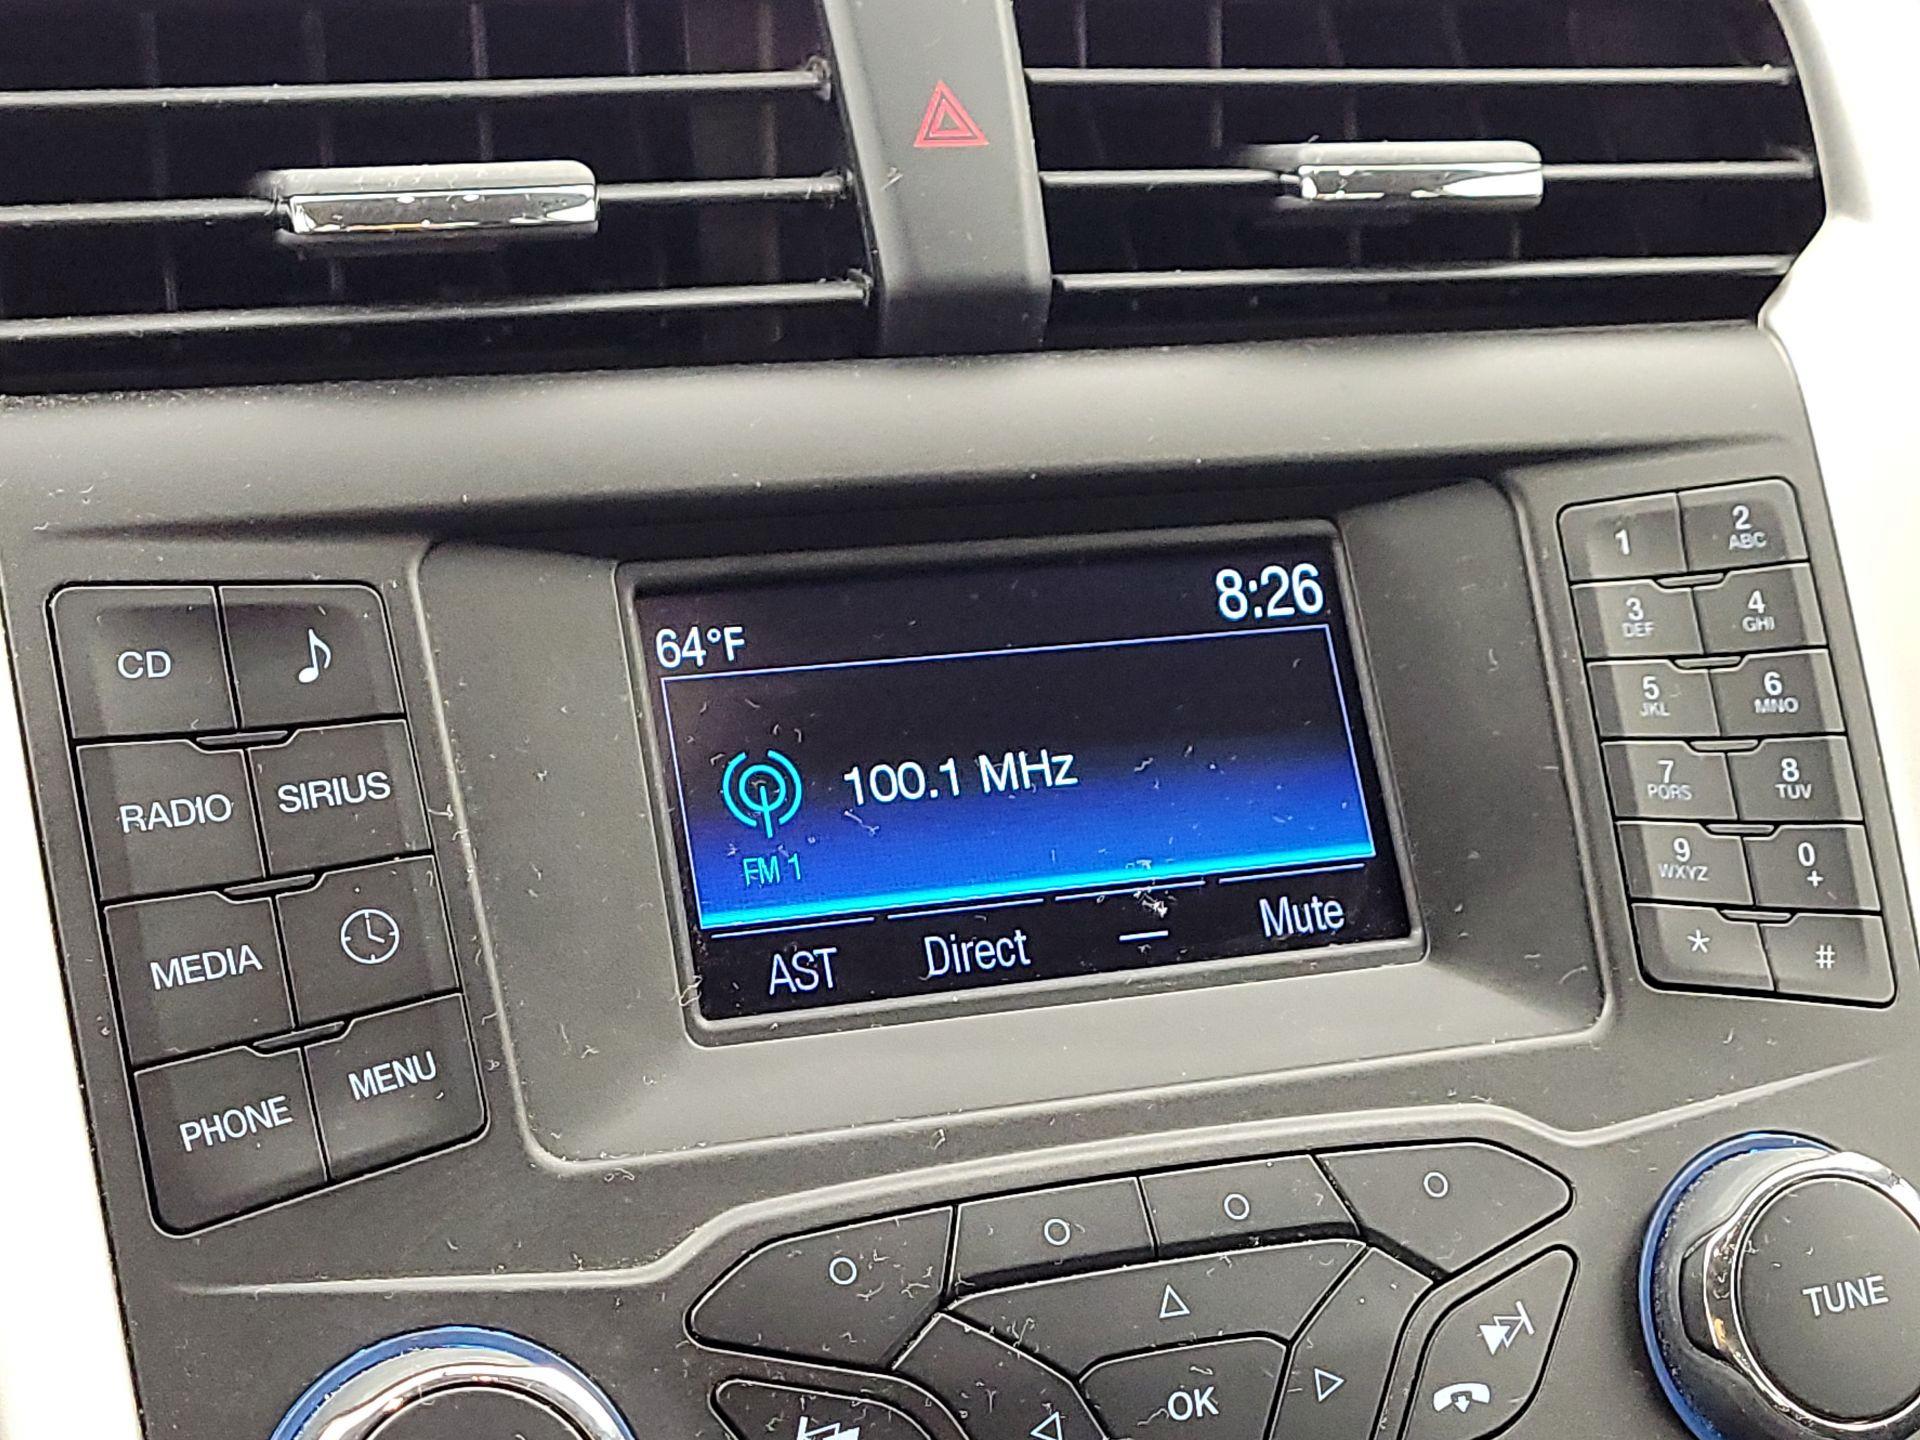 64°F
8:26
100.1 MHz
FM 1
AST Direct — Mute
CD
RADIO SIRIUS
MEDIA
PHONE MENU
1 2 ABC
3 DEF 4 GHI
5 JKL 6 MNO
7 PQRS 8 TUV
9 WXYZ 0 +
* #
TUNE
OK